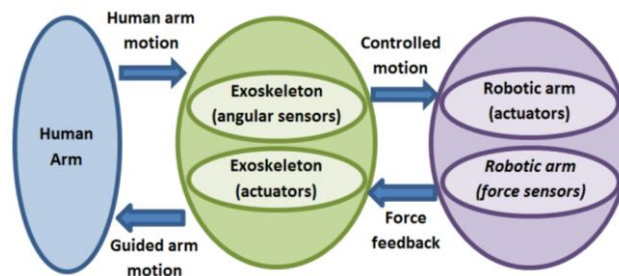 Human arm
motion
Controlled
motion
Human
Arm
Exoskeleton
(angular sensors)
Exoskeleton
(actuators)
Robotic arm
(actuators)
Robotic arm
(force sensors)
Guided arm
motion
Force
feedback